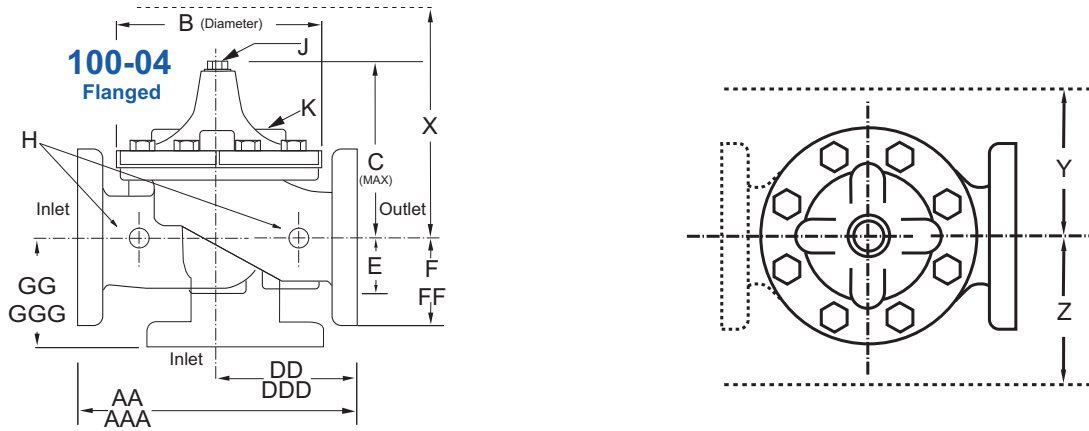 B (Diameter)
J
100-04
Flanged
K
X
H
C
(MAX)
Inlet
Outlet
E
F
FF
GG
GGG
Inlet
DD
DDD
AA
AAA
Y
Z